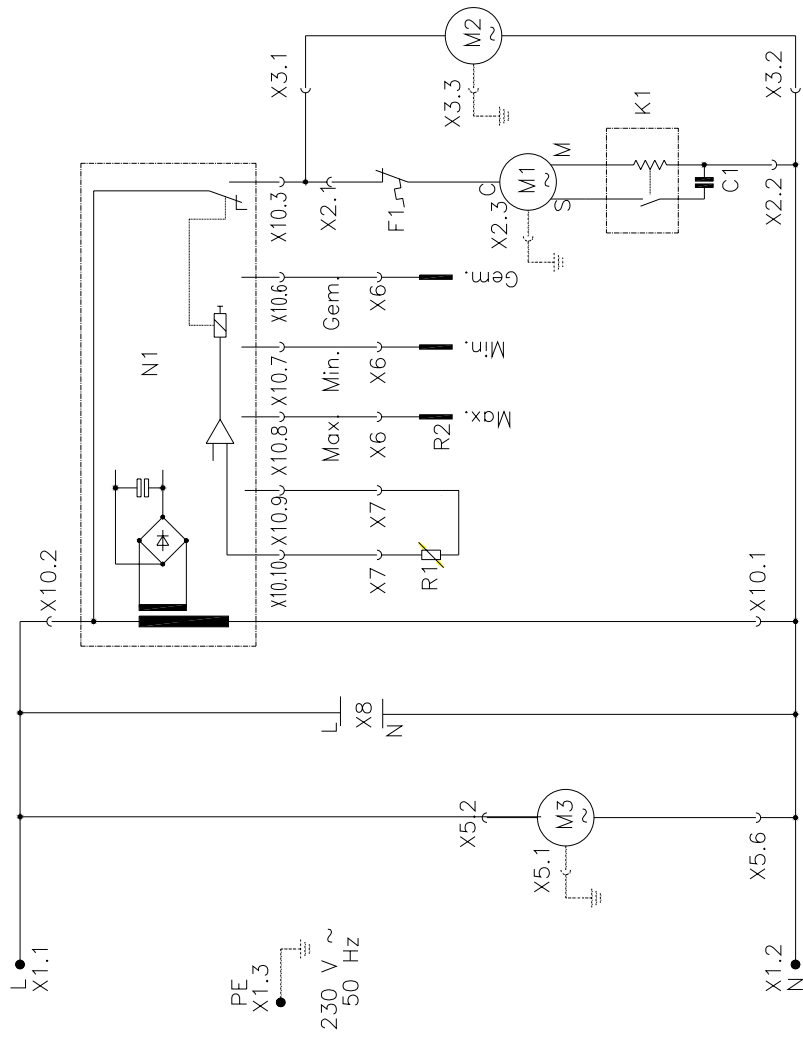 X3.1
M2
~
X3.2
X3.3
K1
X10.3
X2.1
F1
C
M
M1
~
S
X2.3
C1
X2.2
X10.6
Gem.
X6
Gem.
N1
X10.7
Min.
X6
Min.
X10.8
Max.
X6
R2
Max.
X10.9
X7
X10.10
X7
R1
X10.2
X10.1
L
X8
N
X5.2
M3
~
X5.1
X5.6
L
X1.1
PE
X1.3
230 V ~
50 Hz
X1.2
N